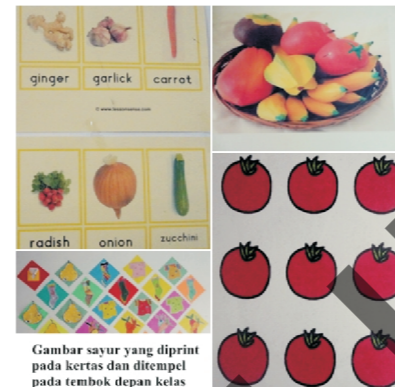 ginger garlick carrot
radish onion zucchini
Gambar sayur yang diprint
pada kertas dan ditempel
pada tembok depan kelas